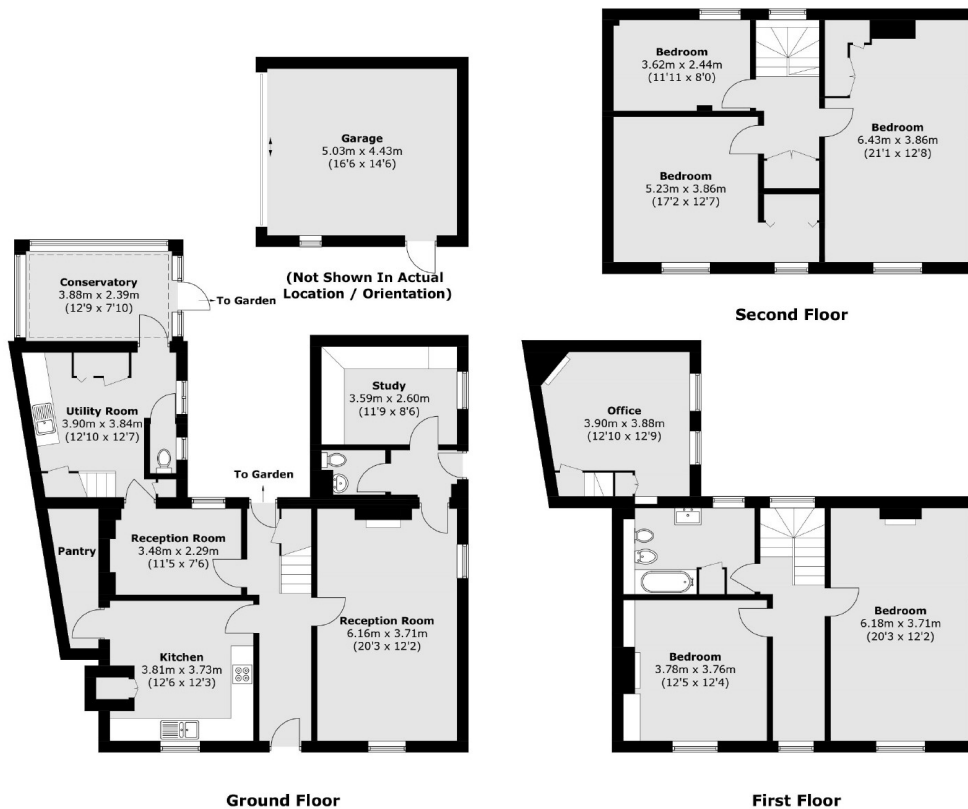 Garage
5.03m x 4.43m
(16'6 x 14'6)
(Not Shown In Actual
Location / Orientation)
Conservatory
3.88m x 2.39m
(12'9 x 7'10)
To Garden
Utility Room
3.90m x 3.84m
(12'10 x 12'7)
Study
3.59m x 2.60m
(11'9 x 8'6)
To Garden
Pantry
Reception Room
3.48m x 2.29m
(11'5 x 7'6)
Reception Room
6.16m x 3.71m
(20'3 x 12'2)
Kitchen
3.81m x 3.73m
(12'6 x 12'3)
Ground Floor
Bedroom
3.62m x 2.44m
(11'11 x 8'0)
Bedroom
6.43m x 3.86m
(21'1 x 12'8)
Bedroom
5.23m x 3.86m
(17'2 x 12'7)
Second Floor
Office
3.90m x 3.88m
(12'10 x 12'9)
Bedroom
6.18m x 3.71m
(20'3 x 12'2)
Bedroom
3.78m x 3.76m
(12'5 x 12'4)
First Floor